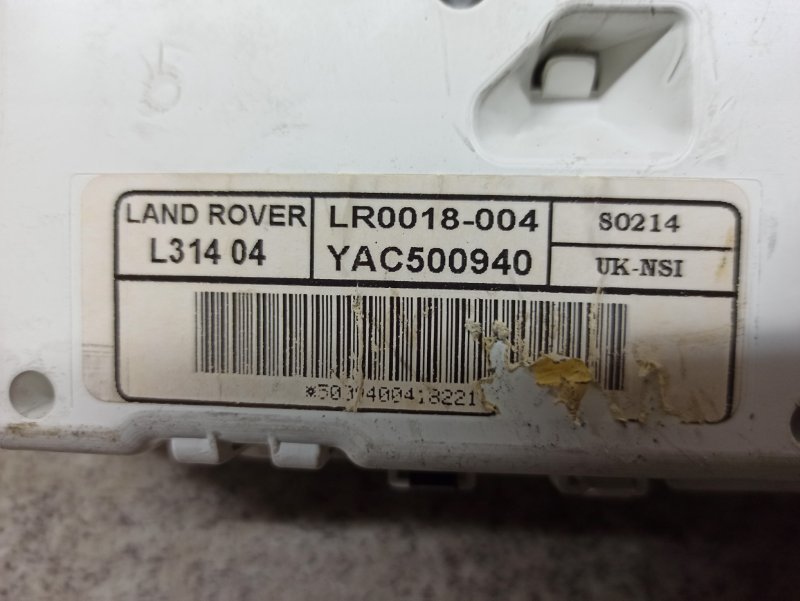 LAND ROVER
L314 04
LR0018-004
YAC500940
S0214
UK-NSI